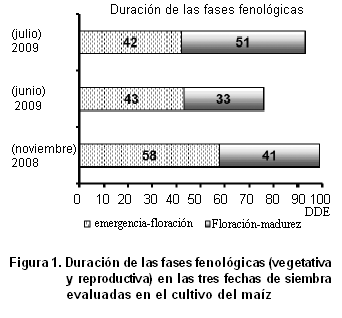 Duración de las fases fenológicas
(julio)
2009
42 51
(junio)
2009
43 33
(noviembre)
2008
58 41
0 10 20 30 40 50 60 70 80 90 100
DDE
emergencia-floración Floración-madurez
Figura 1. Duración de las fases fenológicas (vegetativa
y reproductiva) en las tres fechas de siembra
evaluadas en el cultivo del maíz